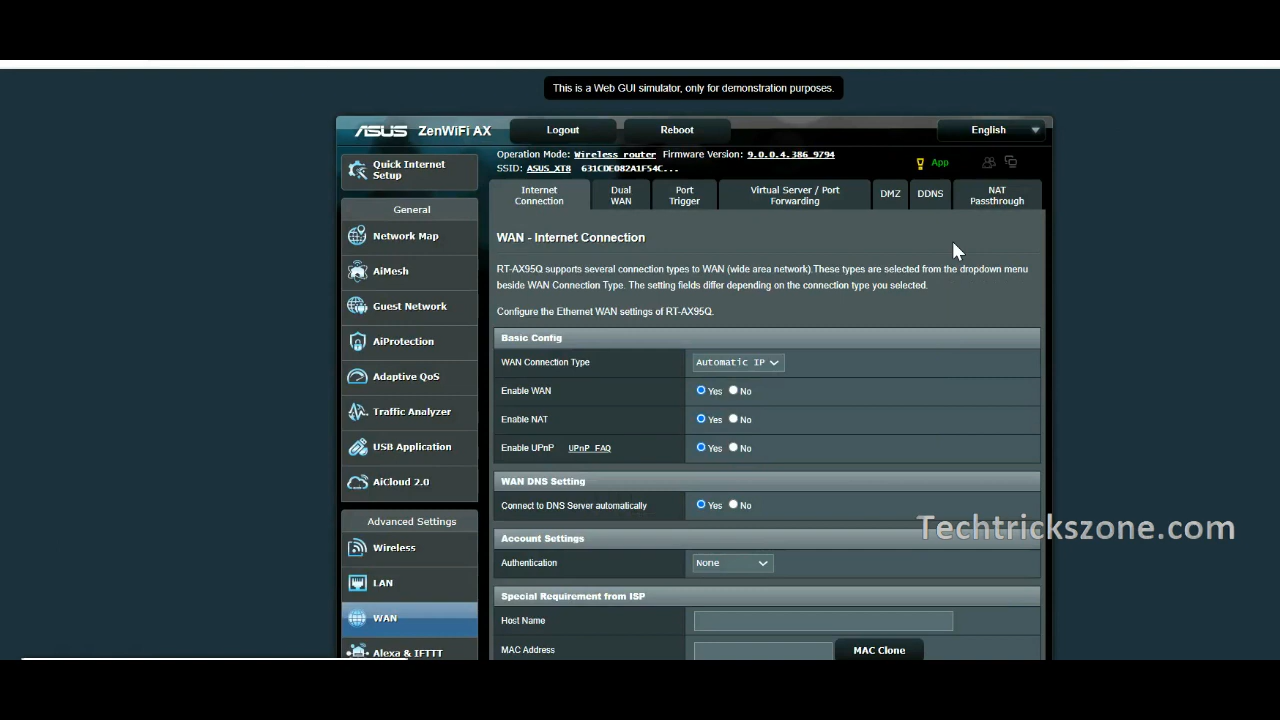 This is a Web GUI simulator, only for demonstration purposes.
ASUS ZenWiFi AX Logout Reboot English
Operation Mode: Wireless router Firmware Version: 9.0.0.4.386_9794
SSID: ASUS_XT8 631CDE082A1F54C...
App
Quick Internet
Setup
General
Network Map
AiMesh
Guest Network
AiProtection
Adaptive QoS
Traffic Analyzer
USB Application
AiCloud 2.0
Advanced Settings
Wireless
LAN
WAN
Alexa & IFTTT
Internet
Connection
Dual
WAN
Port
Trigger
Virtual Server / Port
Forwarding
DMZ
DDNS
NAT
Passthrough
WAN - Internet Connection
RT-AX95Q supports several connection types to WAN (wide area network).These types are selected from the dropdown menu
beside WAN Connection Type. The setting fields differ depending on the connection type you selected.
Configure the Ethernet WAN settings of RT-AX95Q.
Basic Config
WAN Connection Type Automatic IP
Enable WAN Yes No
Enable NAT Yes No
Enable UPnP UPnP FAQ Yes No
WAN DNS Setting
Connect to DNS Server automatically Yes No
Account Settings
Authentication None
Special Requirement from ISP
Host Name
MAC Address MAC Clone
Techtrickszone.com